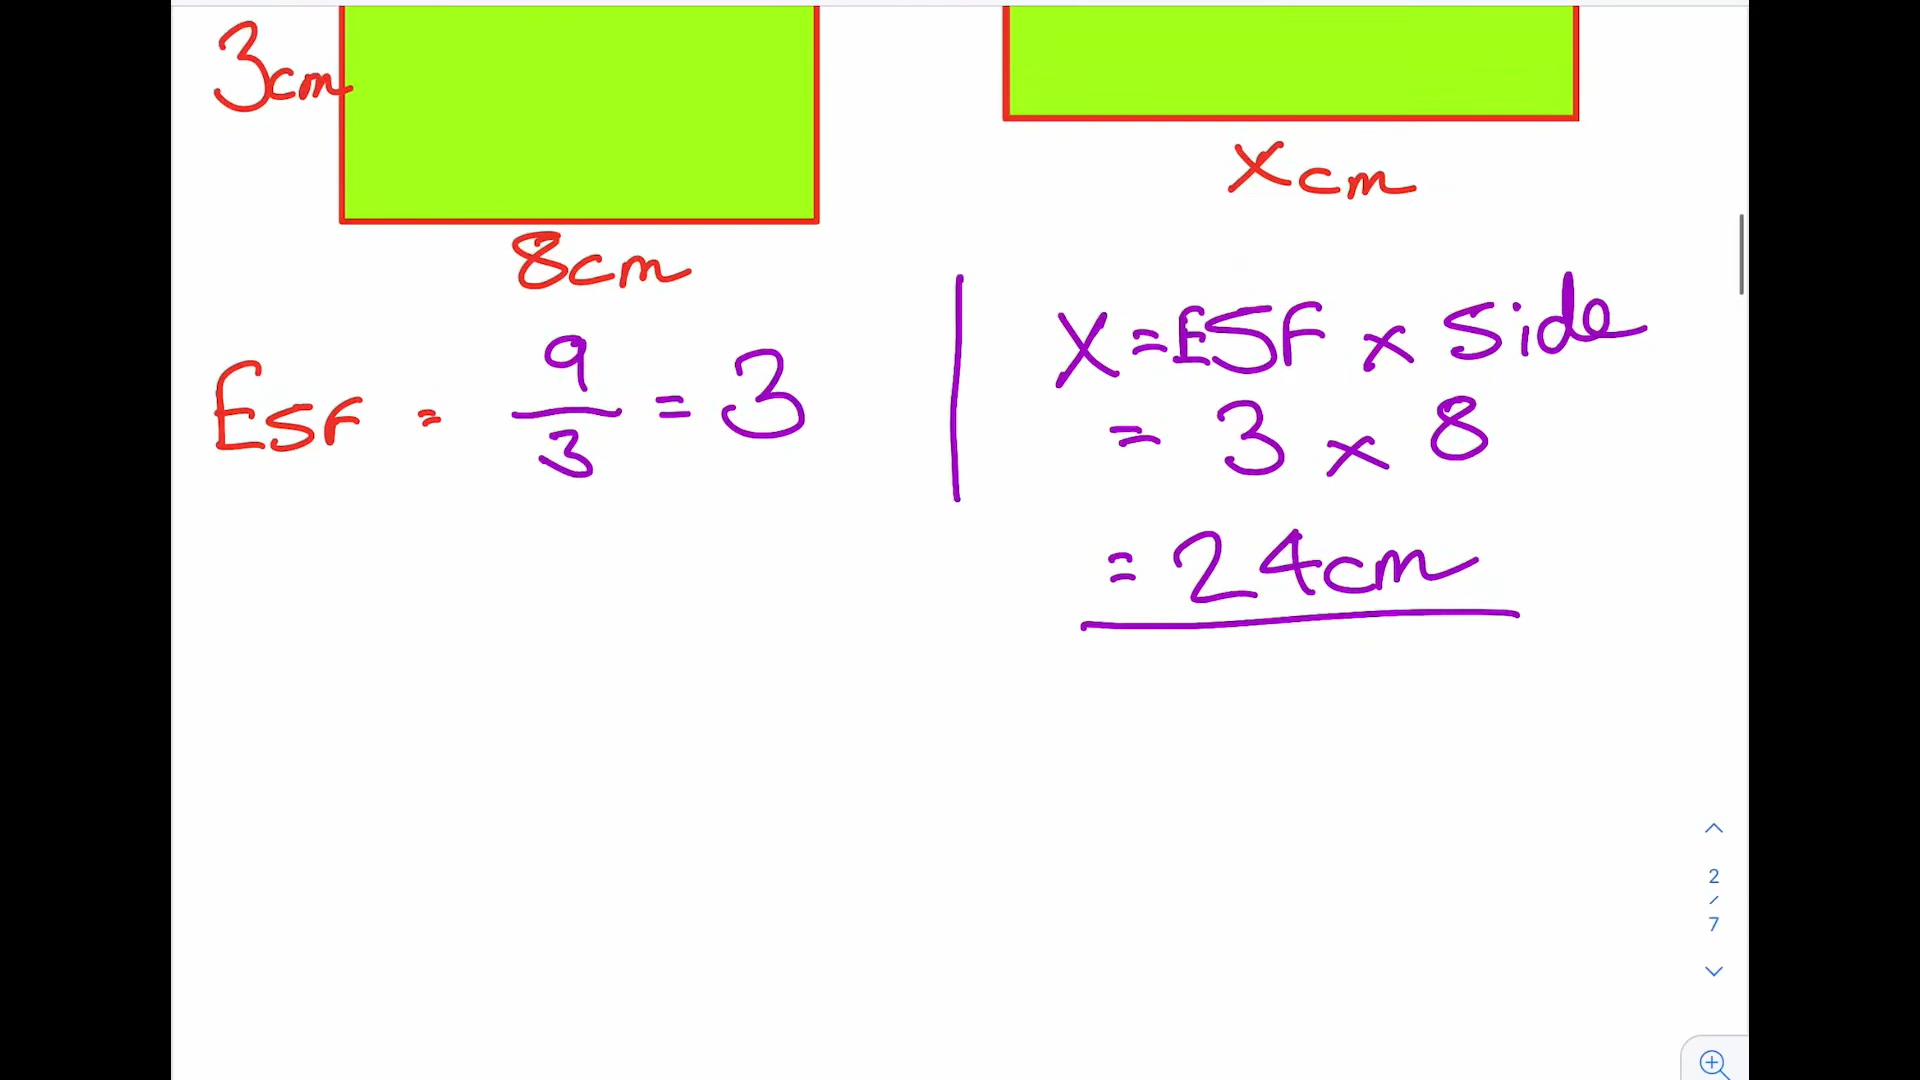 3cm
xcm
8cm
ESF = 9/3 = 3
X = ESF × Side
= 3 × 8
= 24cm
2
/
7